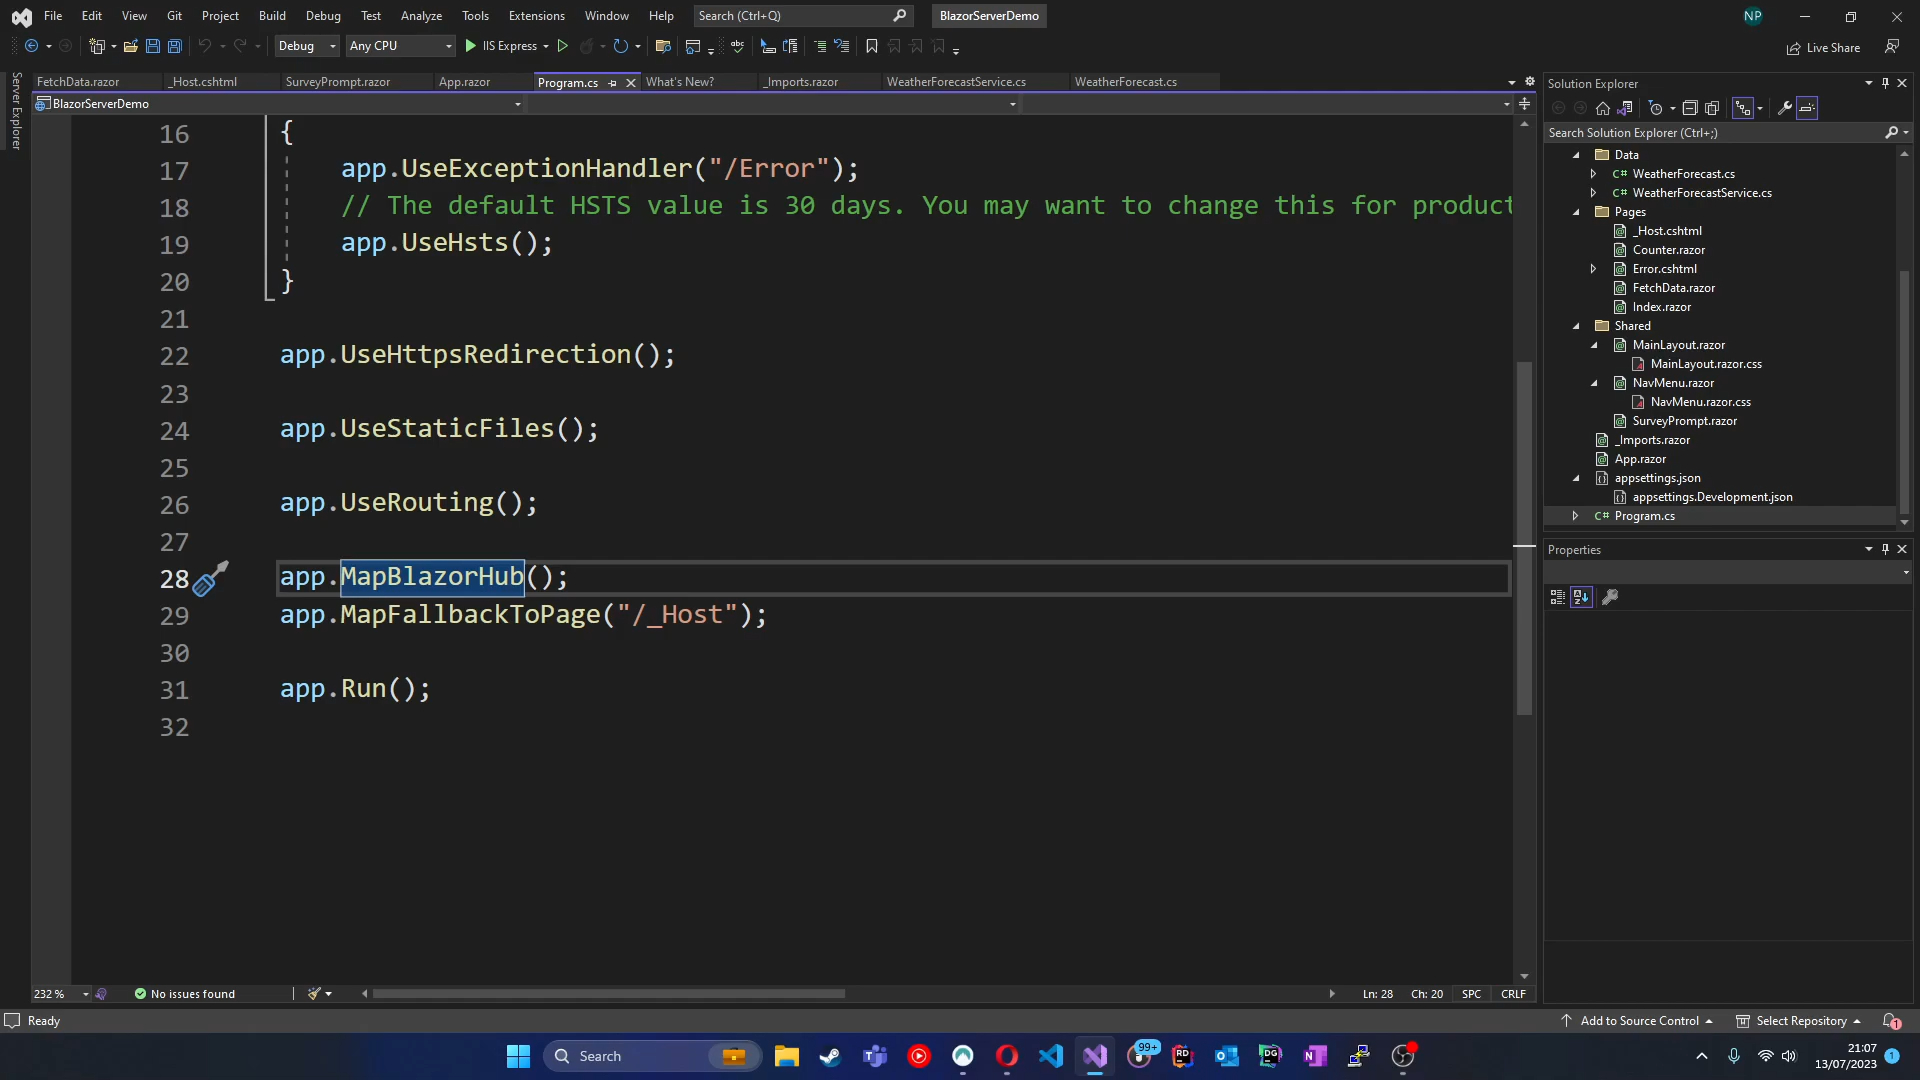 File Edit View Git Project Build Debug Test Analyze Tools Extensions Window Help Search (Ctrl+Q) BlazorServerDemo NP
Debug Any CPU IIS Express Live Share
Server Explorer
FetchData.razor _Host.cshtml SurveyPrompt.razor App.razor Program.cs What's New? _Imports.razor WeatherForecastService.cs WeatherForecast.cs
BlazorServerDemo
16 {
17 app.UseExceptionHandler("/Error");
18 // The default HSTS value is 30 days. You may want to change this for product
19 app.UseHsts();
20 }
21
22 app.UseHttpsRedirection();
23
24 app.UseStaticFiles();
25
26 app.UseRouting();
27
28 app.MapBlazorHub();
29 app.MapFallbackToPage("/_Host");
30
31 app.Run();
32
232 % No issues found Ln: 28 Ch: 20 SPC CRLF
Solution Explorer
Search Solution Explorer (Ctrl+;)
Data
C# WeatherForecast.cs
C# WeatherForecastService.cs
Pages
_Host.cshtml
Counter.razor
Error.cshtml
FetchData.razor
Index.razor
Shared
MainLayout.razor
MainLayout.razor.css
NavMenu.razor
NavMenu.razor.css
SurveyPrompt.razor
_Imports.razor
App.razor
appsettings.json
appsettings.Development.json
C# Program.cs
Properties
Ready Add to Source Control Select Repository 1
Search 99+ RD DG N 21:07
13/07/2023 1